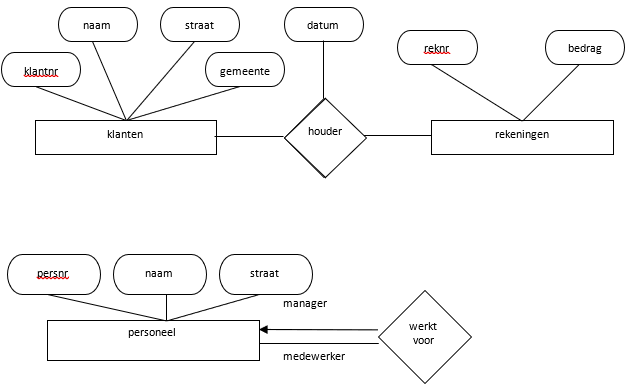 naam
straat
datum
klantnr
gemeente
reknr
bedrag
klanten
houder
rekeningen
persnr
naam
straat
manager
personeel
werkt
voor
medewerker